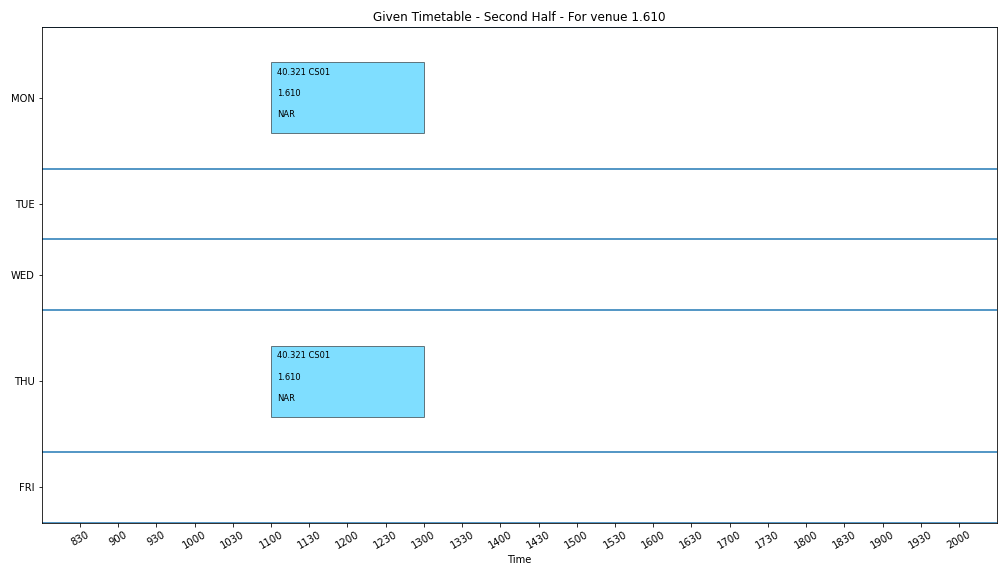 Given Timetable - Second Half - For venue 1.610
MON
40.321 CS01
1.610
NAR
TUE
WED
THU
40.321 CS01
1.610
NAR
FRI
830 900 930 1000 1030 1100 1130 1200 1230 1300 1330 1400 1430 1500 1530 1600 1630 1700 1730 1800 1830 1900 1930 2000
Time